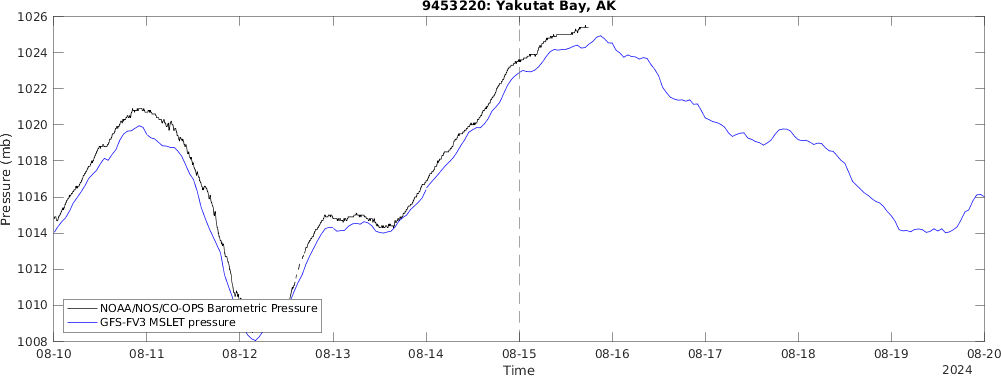 9453220: Yakutat Bay, AK
Pressure (mb)
1026
1024
1022
1020
1018
1016
1014
1012
1010
1008
NOAA/NOS/CO-OPS Barometric Pressure
GFS-FV3 MSLET pressure
08-10 08-11 08-12 08-13 08-14 08-15 08-16 08-17 08-18 08-19 08-20
Time
2024